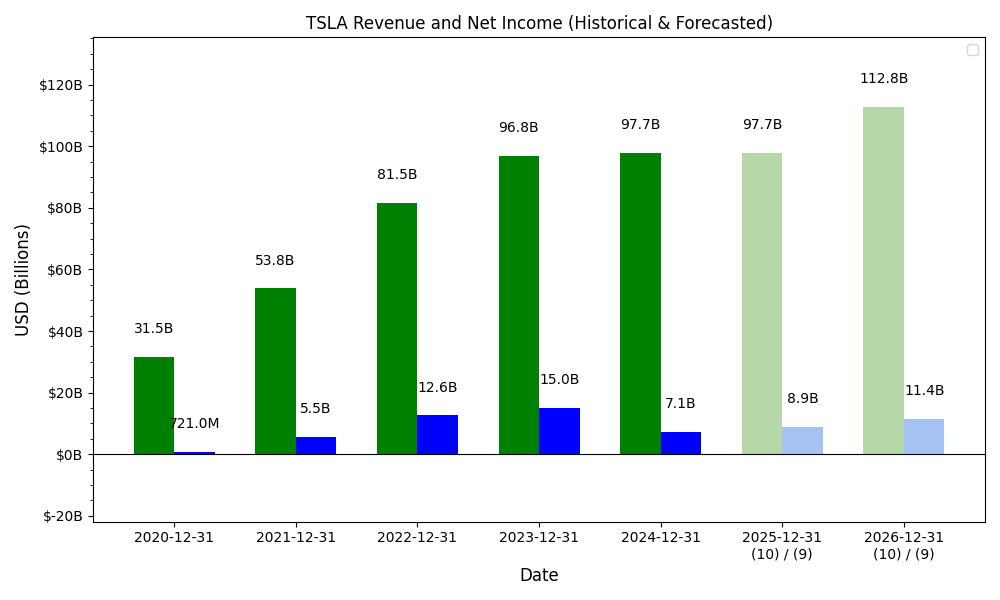 TSLA Revenue and Net Income (Historical & Forecasted)
USD (Billions)
$120B
$100B
$80B
$60B
$40B
$20B
$0B
$-20B
31.5B
721.0M
53.8B
5.5B
81.5B
12.6B
96.8B
15.0B
97.7B
7.1B
97.7B
8.9B
112.8B
11.4B
2020-12-31
2021-12-31
2022-12-31
2023-12-31
2024-12-31
2025-12-31
(10) / (9)
2026-12-31
(10) / (9)
Date